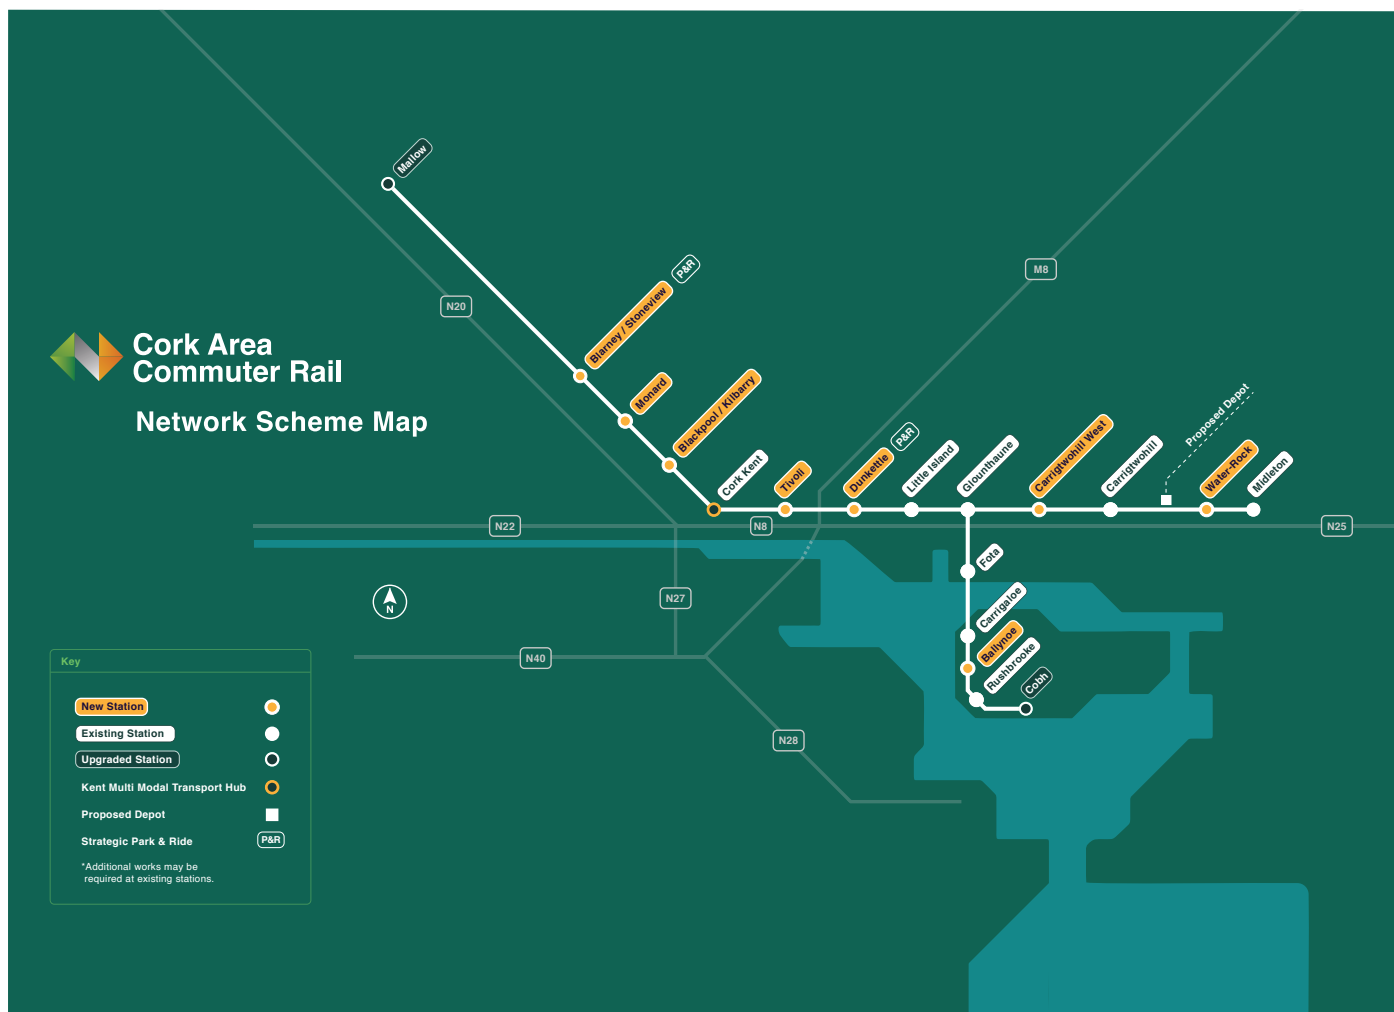 Mallow
P&R
Blarney / Stoneview
M8
N20
Cork Area
Commuter Rail
Network Scheme Map
Monard
Blackpool / Kilbarry
Cork Kent
Tivoli
Dunkettle
P&R
Little Island
Glounthaune
Carrigtwohill West
Carrigtwohill
Proposed Depot
Water-Rock
Midleton
N22
N8
N25
Fota
N27
N
Carrigaloe
Ballynoe
Rushbrooke
Cobh
N40
N28
Key
New Station
Existing Station
Upgraded Station
Kent Multi Modal Transport Hub
Proposed Depot
Strategic Park & Ride P&R
*Additional works may be
required at existing stations.